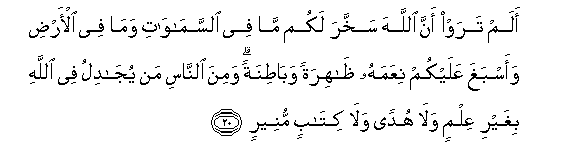 أَلَمْ تَرَوْا۟ أَنَّ ٱللَّهَ سَخَّرَ لَكُم مَّا فِى ٱلسَّمَـٰوَٰتِ وَمَا فِى ٱلْأَرْضِ
وَأَسْبَغَ عَلَيْكُمْ نِعَمَهُۥ ظَـٰهِرَةً وَبَاطِنَةً ۗ وَمِنَ ٱلنَّاسِ مَن يُجَـٰدِلُ فِى ٱللَّهِ
بِغَيْرِ عِلْمٍ وَلَا هُدًى وَلَا كِتَـٰبٍ مُّنِيرٍ ٢٠